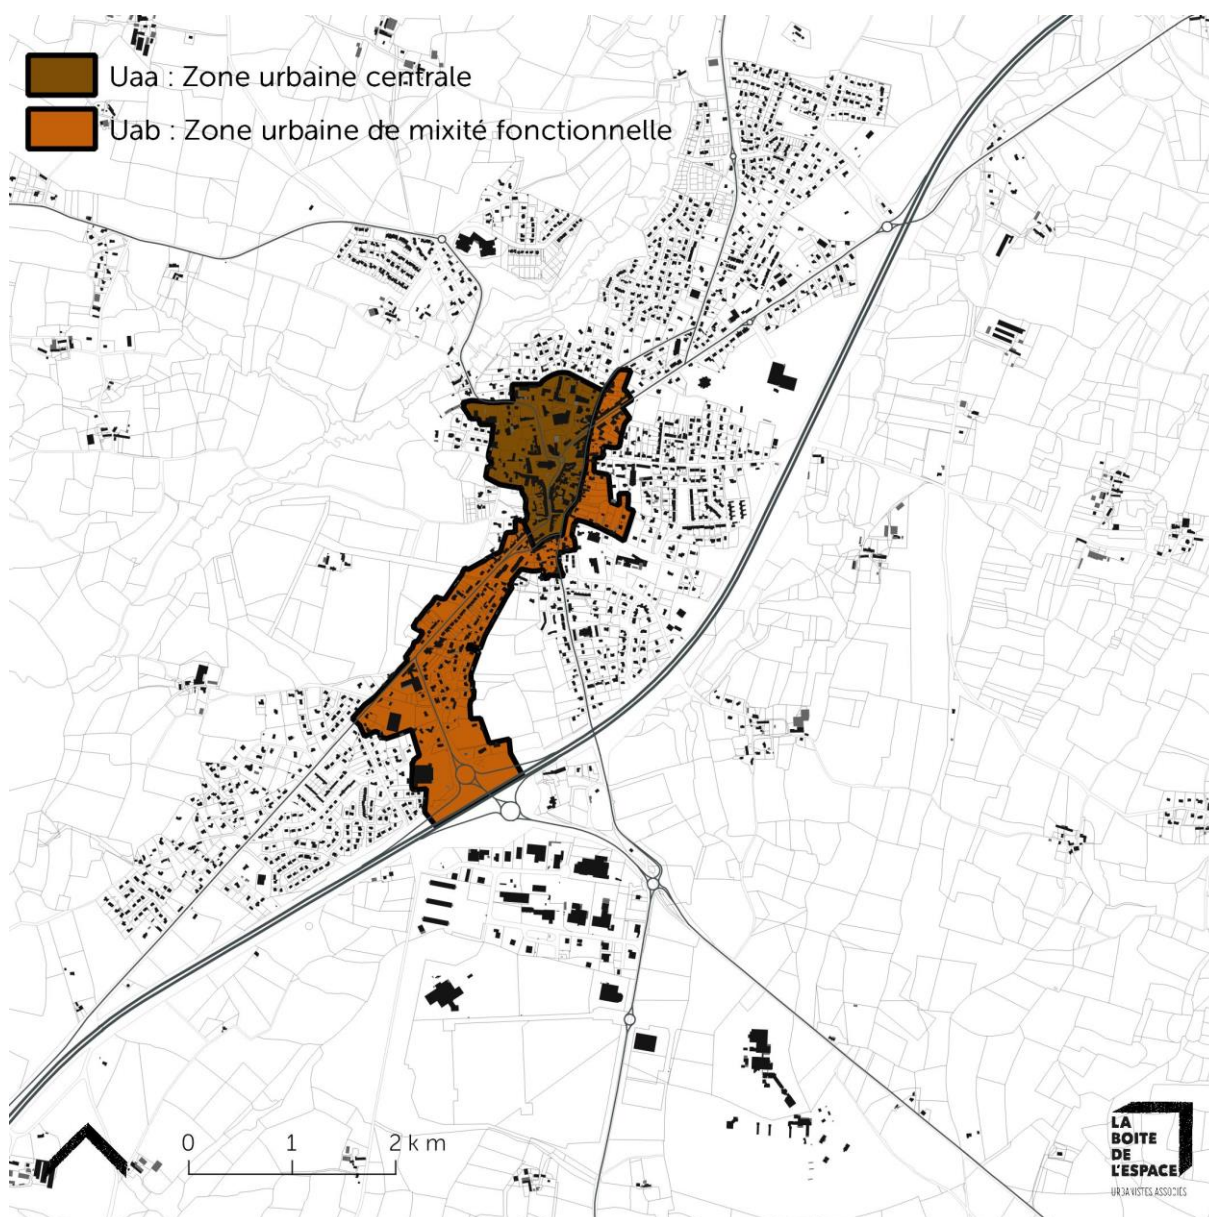 Uaa : Zone urbaine centrale
Uab : Zone urbaine de mixité fonctionnelle
0 1 2 km
LA
BOITE
DE
L'ESPACE
URBANISTES ASSOCIÉS